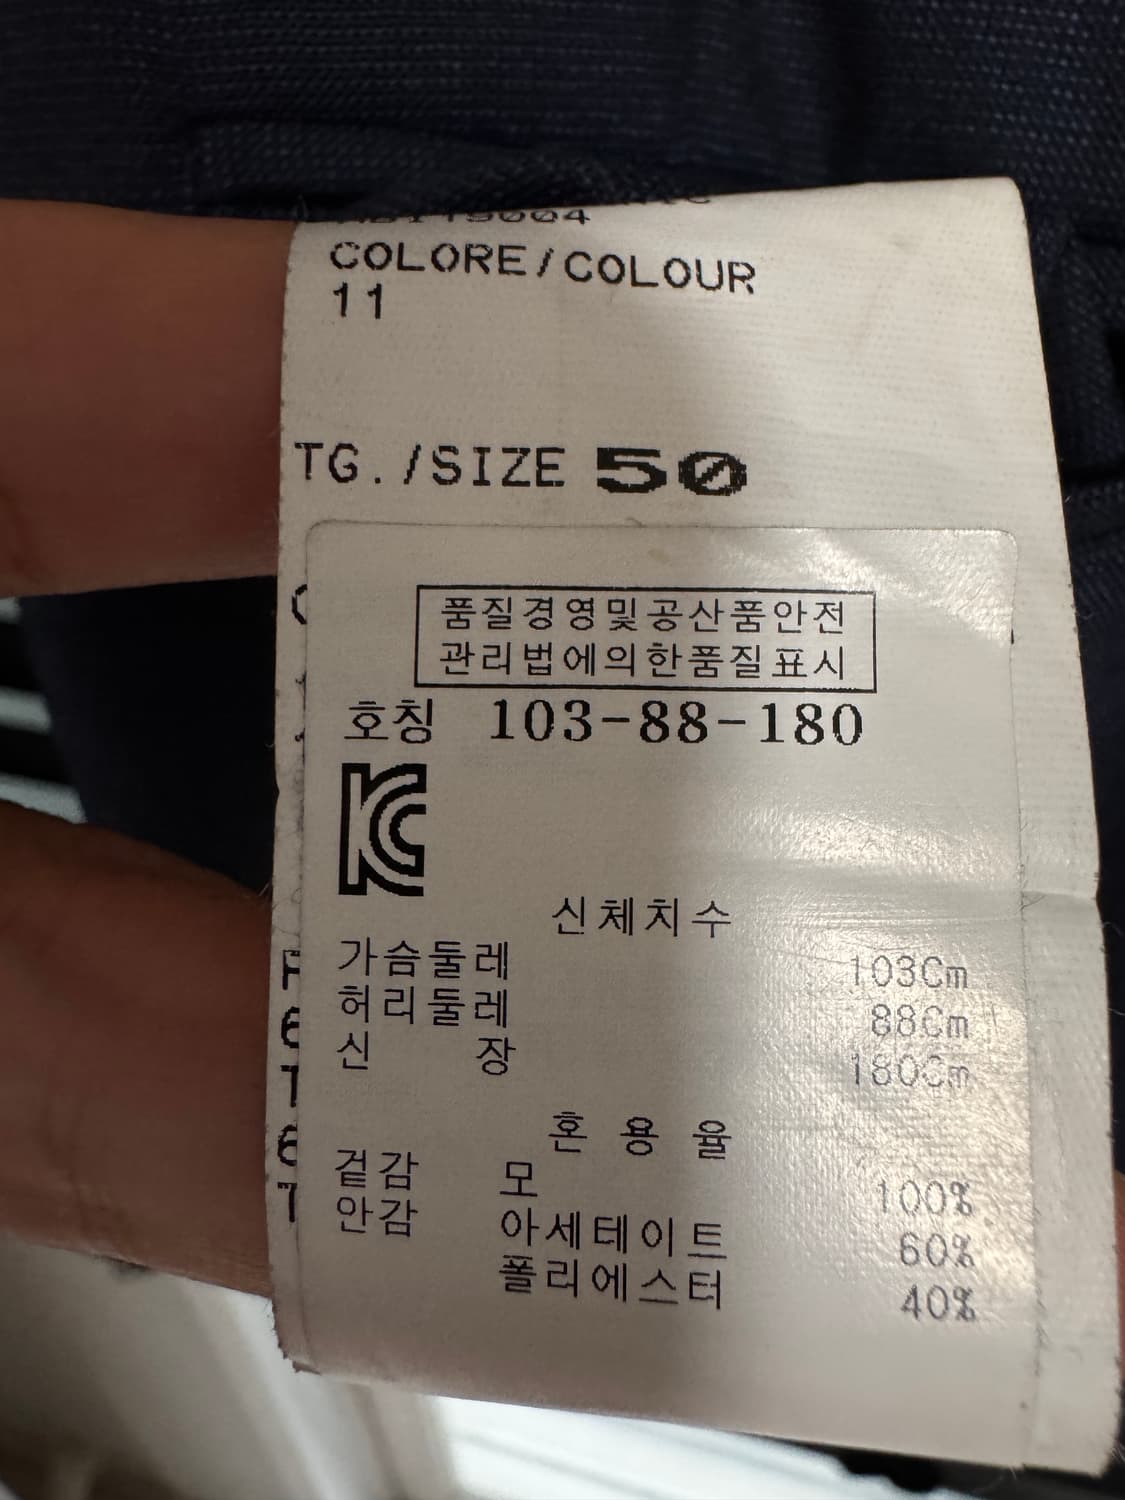 COLORE/COLOUR
11
TG./SIZE 50
품질경영및공산품안전
관리법에의한품질표시
호칭 103-88-180
신체치수
가슴둘레 103Cm
허리둘레 88Cm
신 장 180Cm
혼 용 율
겉감 모 100%
안감 아세테이트 60%
폴리에스터 40%